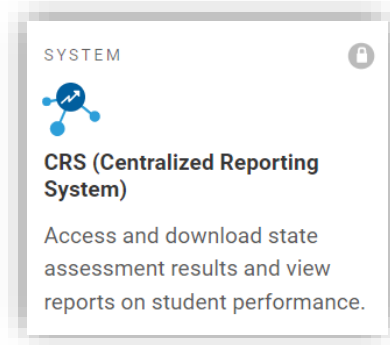 SYSTEM
CRS (Centralized Reporting
System)
Access and download state
assessment results and view
reports on student performance.